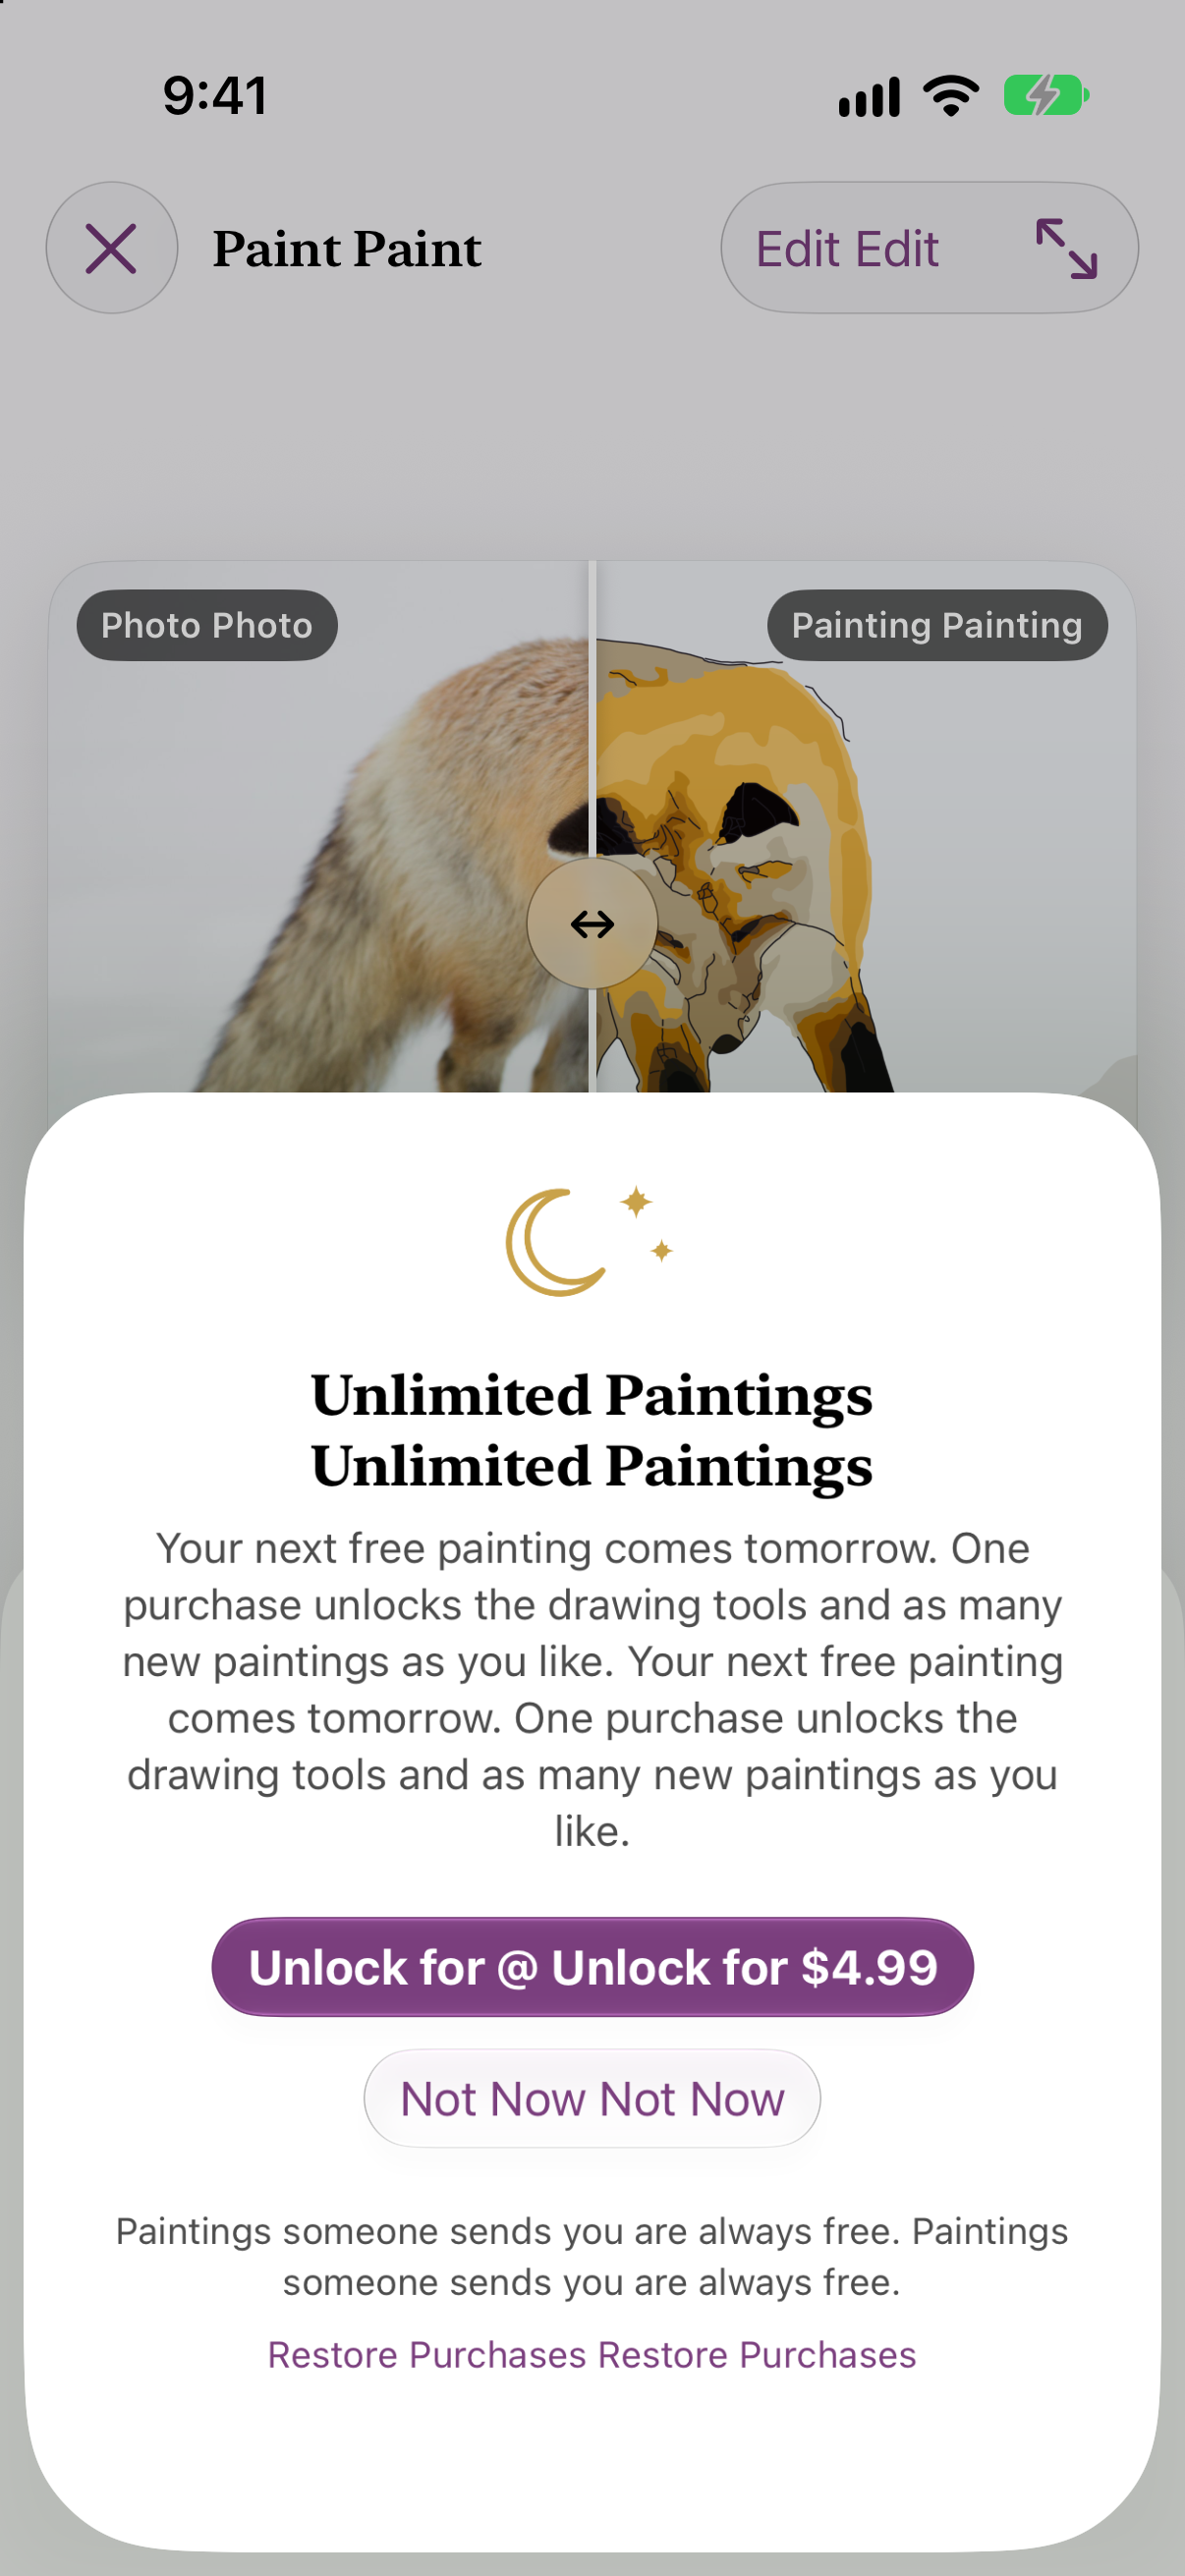 9:41
Paint Paint
Edit Edit
Photo Photo
Painting Painting
Unlimited Paintings
Unlimited Paintings
Your next free painting comes tomorrow. One
purchase unlocks the drawing tools and as many
new paintings as you like. Your next free painting
comes tomorrow. One purchase unlocks the
drawing tools and as many new paintings as you
like.
Unlock for @ Unlock for $4.99
Not Now Not Now
Paintings someone sends you are always free. Paintings
someone sends you are always free.
Restore Purchases Restore Purchases